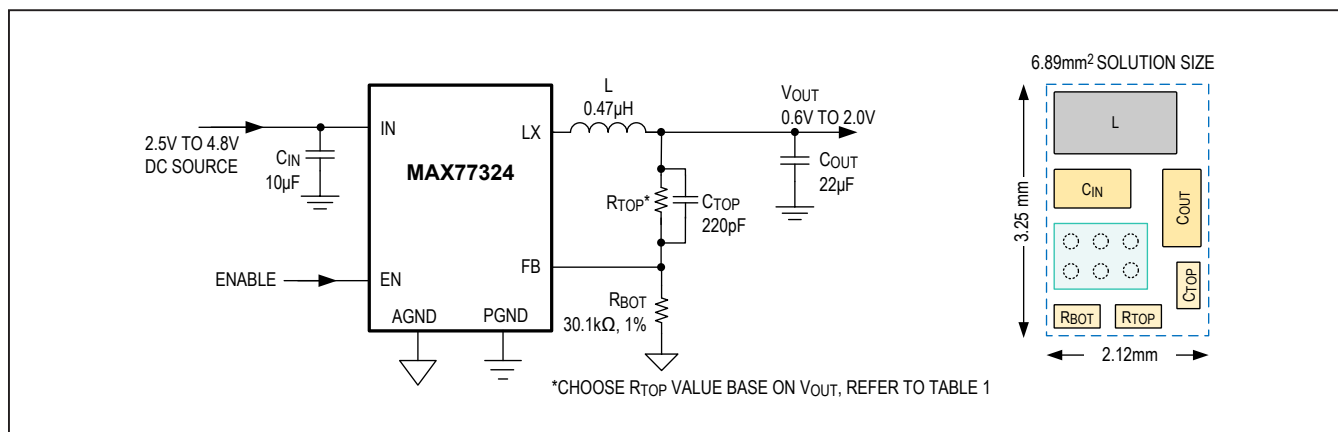 2.5V TO 4.8V
DC SOURCE
CIN
10µF
ENABLE
IN
LX
MAX77324
EN
FB
AGND
PGND
L
0.47µH
RTOP*
CTOP
220pF
RBOT
30.1kΩ, 1%
VOUT
0.6V TO 2.0V
COUT
22µF
*CHOOSE RTOP VALUE BASE ON VOUT, REFER TO TABLE 1
6.89mm² SOLUTION SIZE
L
CIN
COUT
CTOP
RBOT
RTOP
3.25 mm
2.12mm